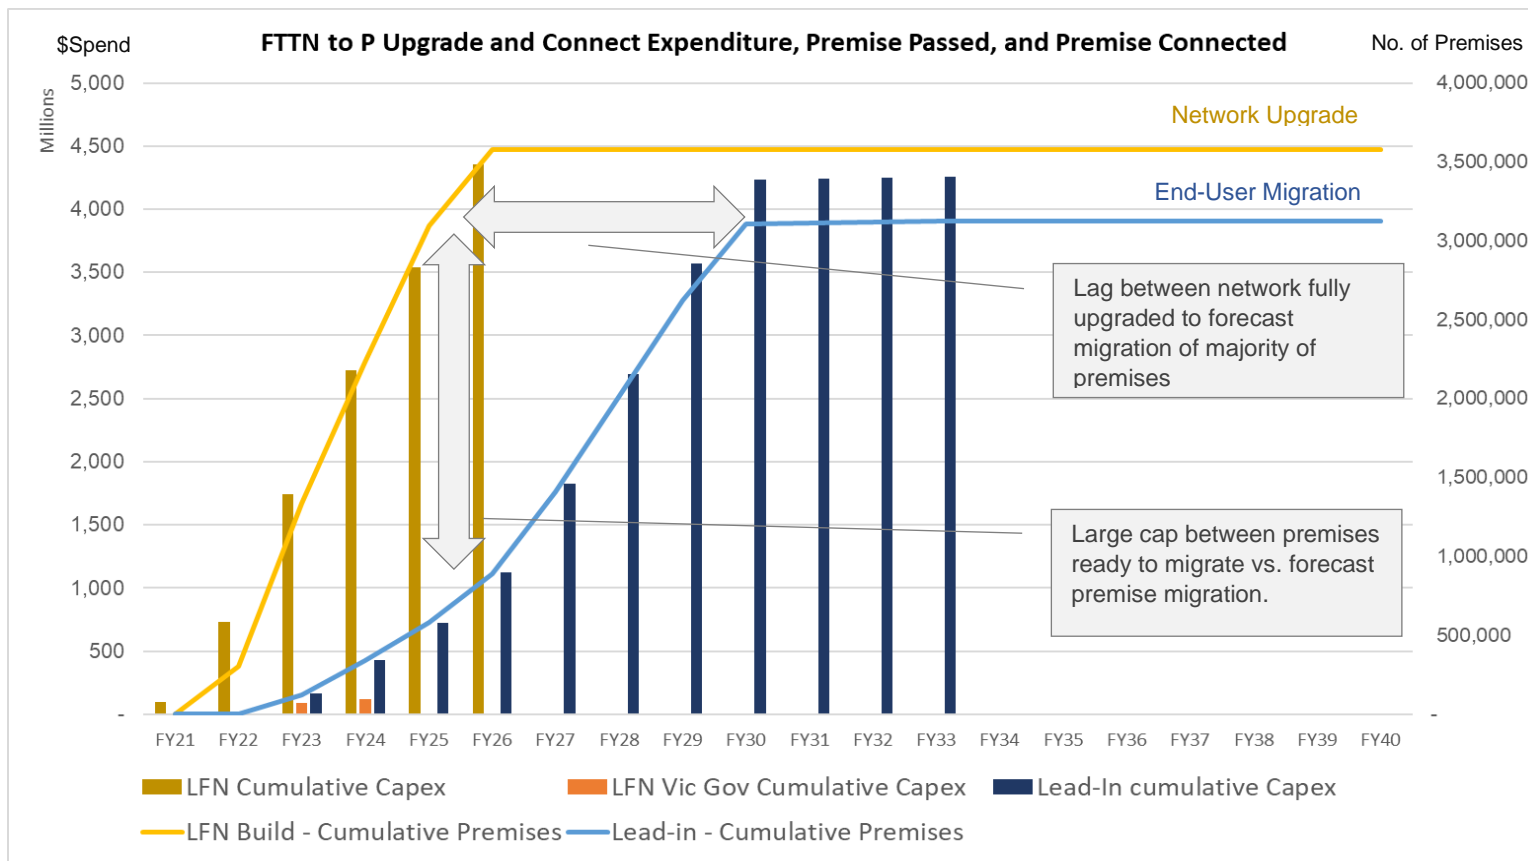 $Spend
FTTN to P Upgrade and Connect Expenditure, Premise Passed, and Premise Connected
No. of Premises
Millions
5,000
4,500
4,000
3,500
3,000
2,500
2,000
1,500
1,000
500
-
4,000,000
3,500,000
3,000,000
2,500,000
2,000,000
1,500,000
1,000,000
500,000
-
Network Upgrade
End-User Migration
Lag between network fully
upgraded to forecast
migration of majority of
premises
Large cap between premises
ready to migrate vs. forecast
premise migration.
FY21 FY22 FY23 FY24 FY25 FY26 FY27 FY28 FY29 FY30 FY31 FY32 FY33 FY34 FY35 FY36 FY37 FY38 FY39 FY40
LFN Cumulative Capex
LFN Vic Gov Cumulative Capex
Lead-In cumulative Capex
LFN Build - Cumulative Premises
Lead-in - Cumulative Premises